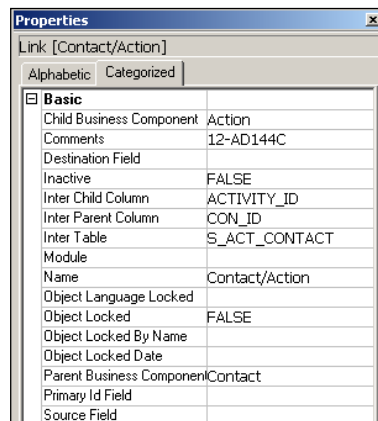 Properties
Link [Contact/Action]
Alphabetic Categorized
Basic
Child Business Component Action
Comments 12-AD144C
Destination Field
Inactive FALSE
Inter Child Column ACTIVITY_ID
Inter Parent Column CON_ID
Inter Table S_ACT_CONTACT
Module
Name Contact/Action
Object Language Locked
Object Locked FALSE
Object Locked By Name
Object Locked Date
Parent Business Componen Contact
Primary Id Field
Source Field